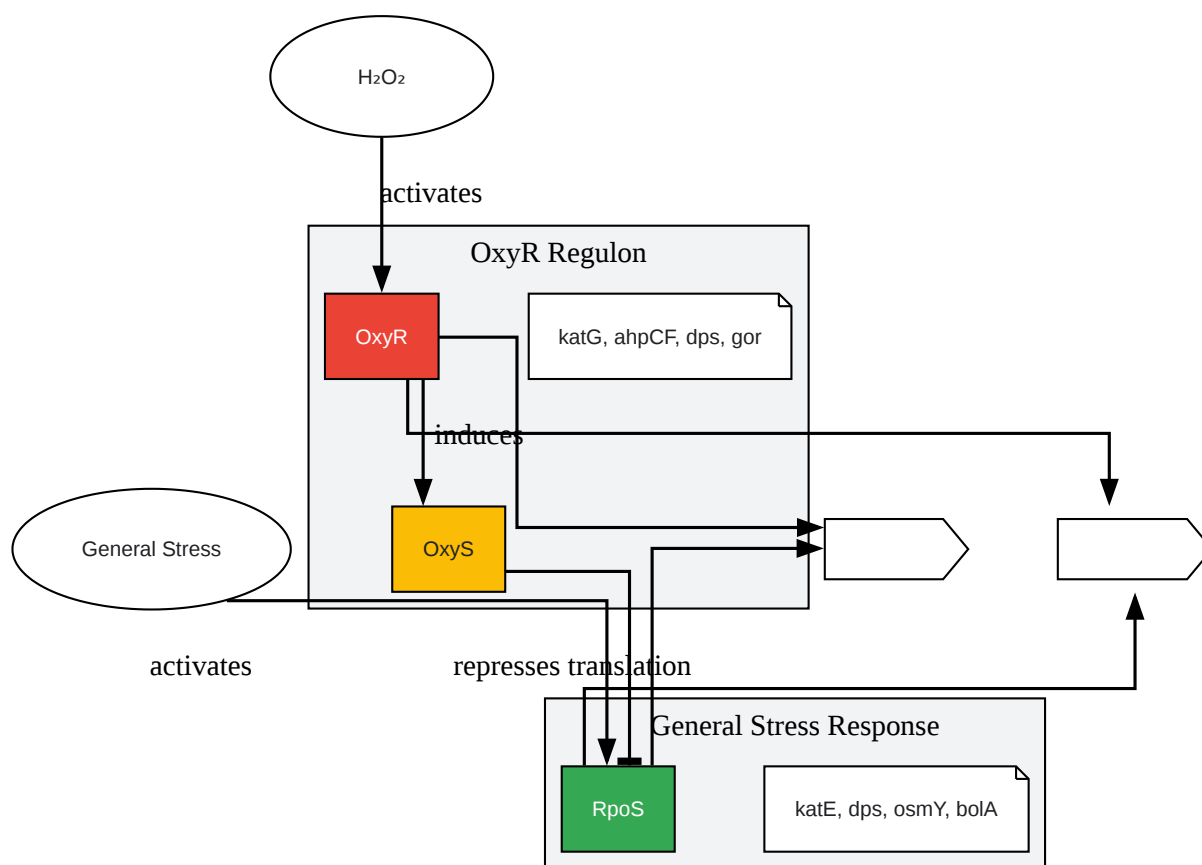 H₂O₂
activates
OxyR Regulon
OxyR
katG, ahpCF, dps, gor
induces
OxyS
General Stress
activates
represses translation
General Stress Response
RpoS
katE, dps, osmY, bolA